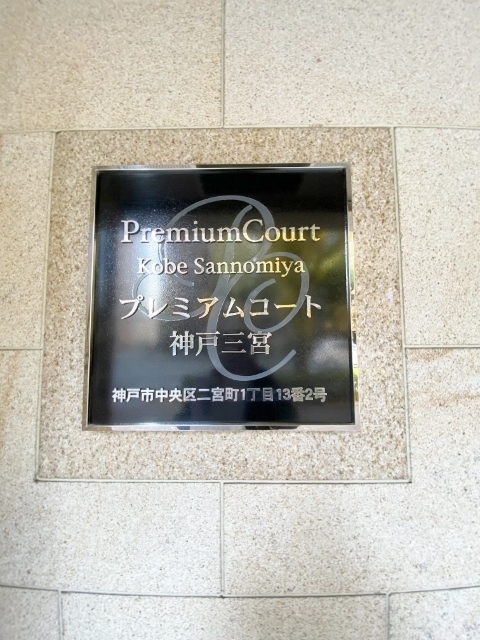 PremiumCourt
Kobe Sannomiya
プレミアムコート
神戸三宮
神戸市中央区二宮町1丁目13番2号